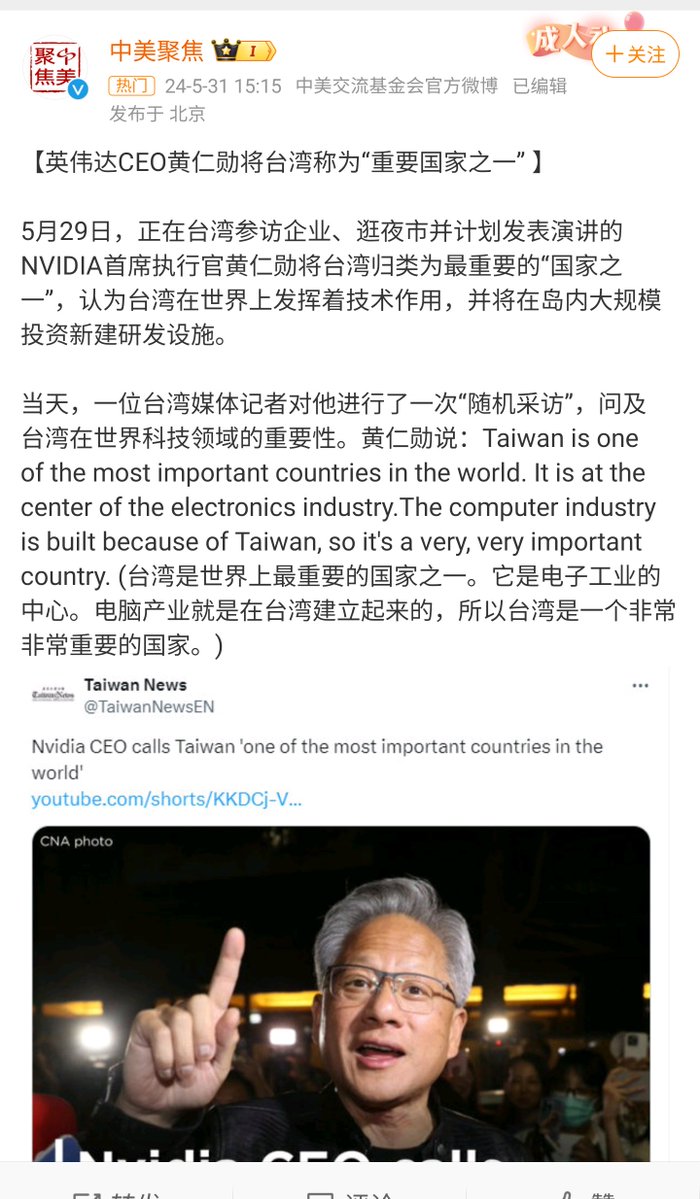 聚中
焦美
中美聚焦
I
成人
+关注
热门 24-5-31 15:15 中美交流基金会官方微博 已编辑
发布于 北京
【英伟达CEO黄仁勋将台湾称为“重要国家之一” 】
5月29日，正在台湾参访企业、逛夜市并计划发表演讲的
NVIDIA首席执行官黄仁勋将台湾归类为最重要的“国家之
一”，认为台湾在世界上发挥着技术作用，并将在岛内大规模
投资新建研发设施。
当天，一位台湾媒体记者对他进行了一次“随机采访”，问及
台湾在世界科技领域的重要性。黄仁勋说：Taiwan is one
of the most important countries in the world. It is at the
center of the electronics industry.The computer industry
is built because of Taiwan, so it's a very, very important
country. (台湾是世界上最重要的国家之一。它是电子工业的
中心。电脑产业就是在台湾建立起来的，所以台湾是一个非常
非常重要的国家。)
Taiwan News
@TaiwanNewsEN
Nvidia CEO calls Taiwan 'one of the most important countries in the
world'
youtube.com/shorts/KKDCj-V...
CNA photo
Nvidia CEO calls
转发 评论 赞